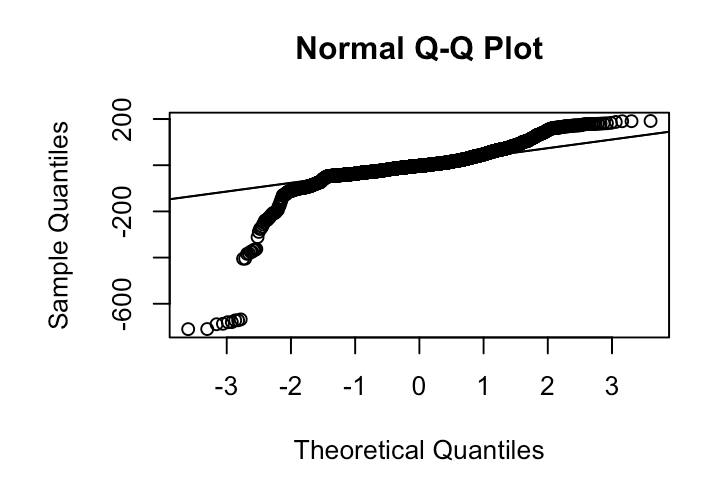 Normal Q-Q Plot
Sample Quantiles
200
-200
-600
-3 -2 -1 0 1 2 3
Theoretical Quantiles